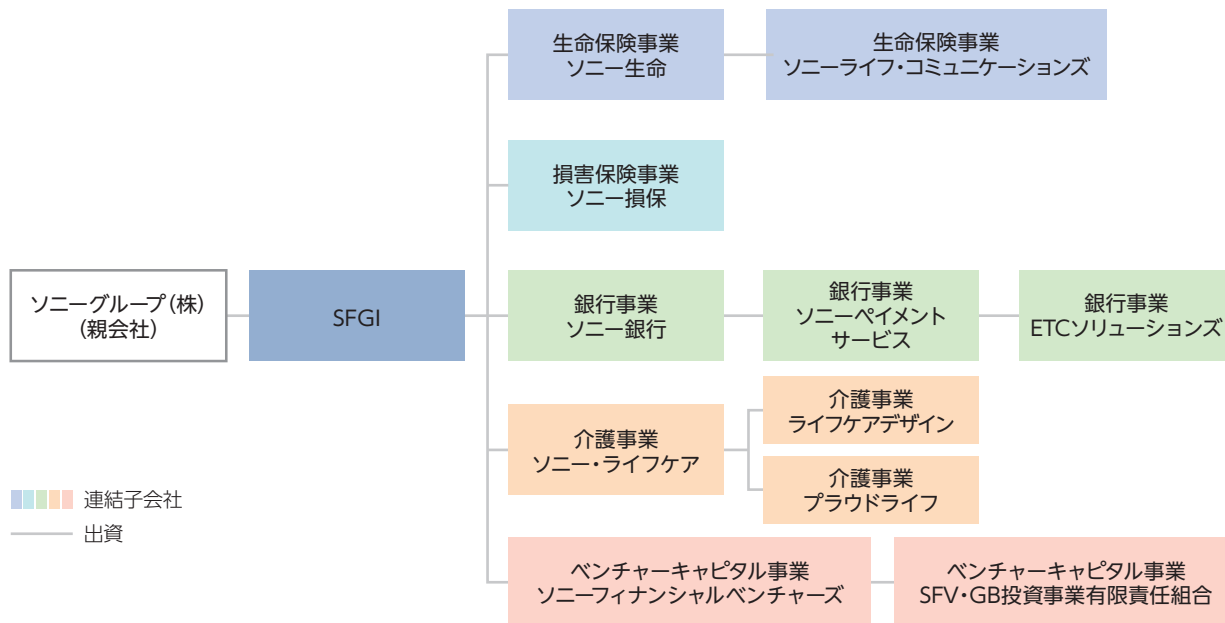 生命保険事業
ソニー生命
生命保険事業
ソニーライフ・コミュニケーションズ
損害保険事業
ソニー損保
ソニーグループ(株)
(親会社)
SFGI
銀行事業
ソニー銀行
銀行事業
ソニーペイメント
サービス
銀行事業
ETCソリューションズ
介護事業
ソニー・ライフケア
介護事業
ライフケアデザイン
介護事業
プラウドライフ
連結子会社
出資
ベンチャーキャピタル事業
ソニーフィナンシャルベンチャーズ
ベンチャーキャピタル事業
SFV・GB投資事業有限責任組合